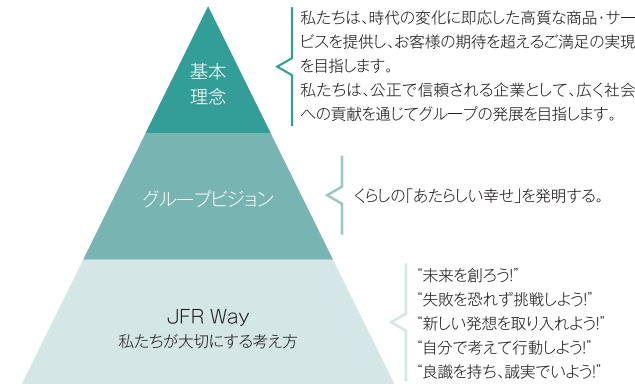 基本
理念
私たちは、時代の変化に即応した高質な商品・サー
ビスを提供し、お客様の期待を超えるご満足の実現
を目指します。
私たちは、公正で信頼される企業として、広く社会
への貢献を通じてグループの発展を目指します。
グループビジョン
くらしの「あたらしい幸せ」を発明する。
JFR Way
私たちが大切にする考え方
“未来を創ろう!”
“失敗を恐れず挑戦しよう!”
“新しい発想を取り入れよう!”
“自分で考えて行動しよう!”
“良識を持ち、誠実でいよう!”